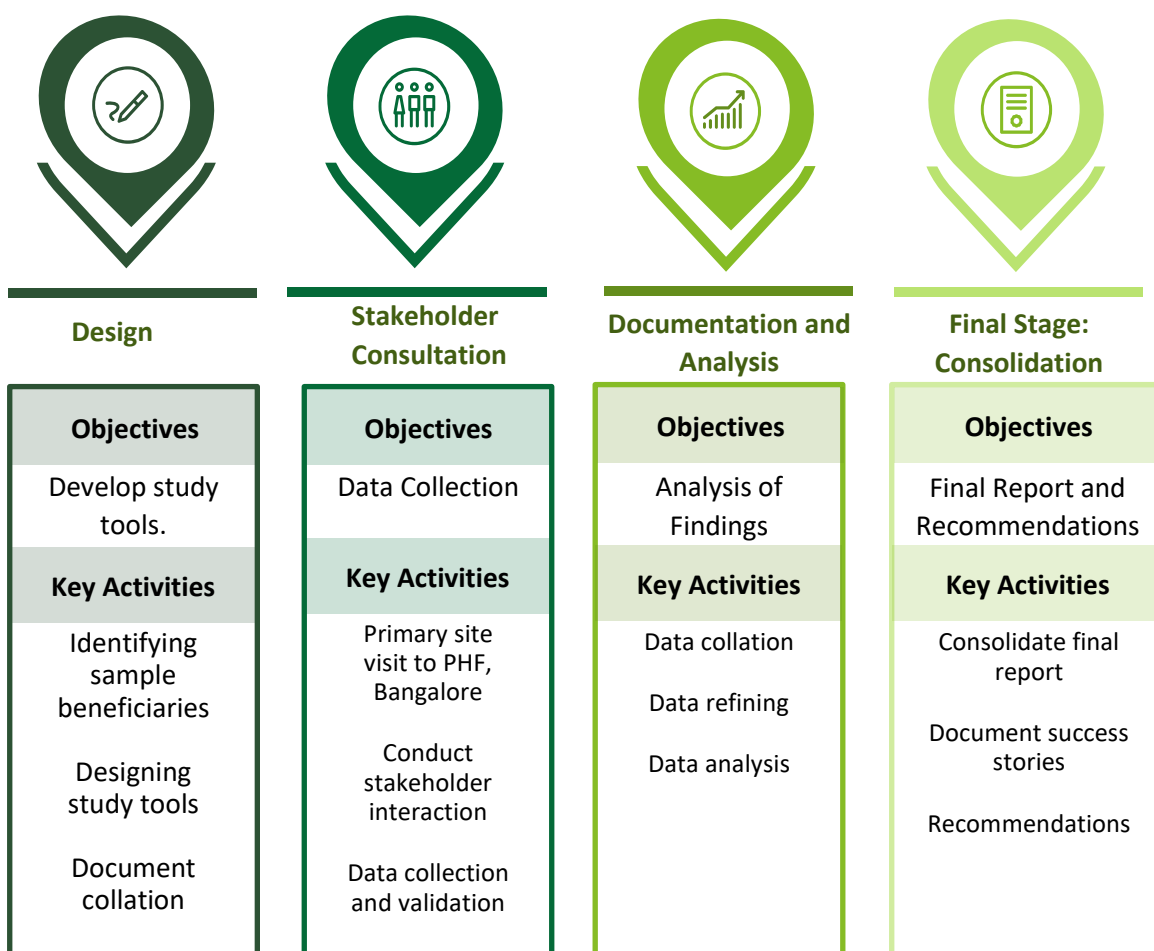 Design
Objectives
Develop study
tools.
Key Activities
Identifying
sample
beneficiaries
Designing
study tools
Document
collation
Stakeholder
Consultation
Objectives
Data Collection
Key Activities
Primary site
visit to PHF,
Bangalore
Conduct
stakeholder
interaction
Data collection
and validation
Documentation and
Analysis
Objectives
Analysis of
Findings
Key Activities
Data collation
Data refining
Data analysis
Final Stage:
Consolidation
Objectives
Final Report and
Recommendations
Key Activities
Consolidate final
report
Document success
stories
Recommendations